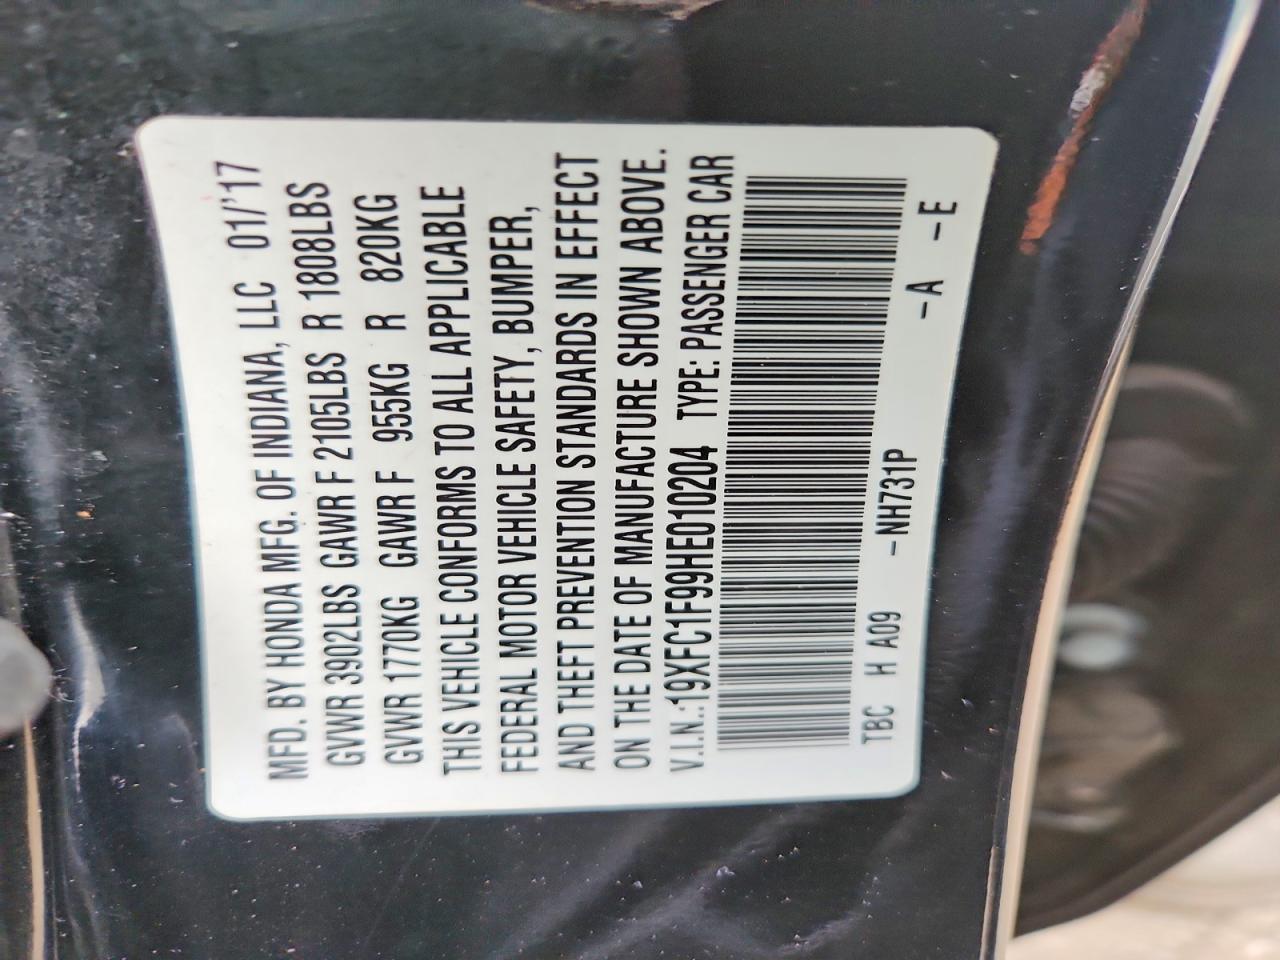 MFD. BY HONDA MFG. OF INDIANA, LLC 01/'17
GVWR 3902LBS GAWR F 2105LBS R 1808LBS
GVWR 1770KG GAWR F 955KG R 820KG
THIS VEHICLE CONFORMS TO ALL APPLICABLE
FEDERAL MOTOR VEHICLE SAFETY, BUMPER,
AND THEFT PREVENTION STANDARDS IN EFFECT
ON THE DATE OF MANUFACTURE SHOWN ABOVE.
V.I.N.:19XFC1F99HE010204 TYPE: PASSENGER CAR
TBC H A09 -NH731P -A -E